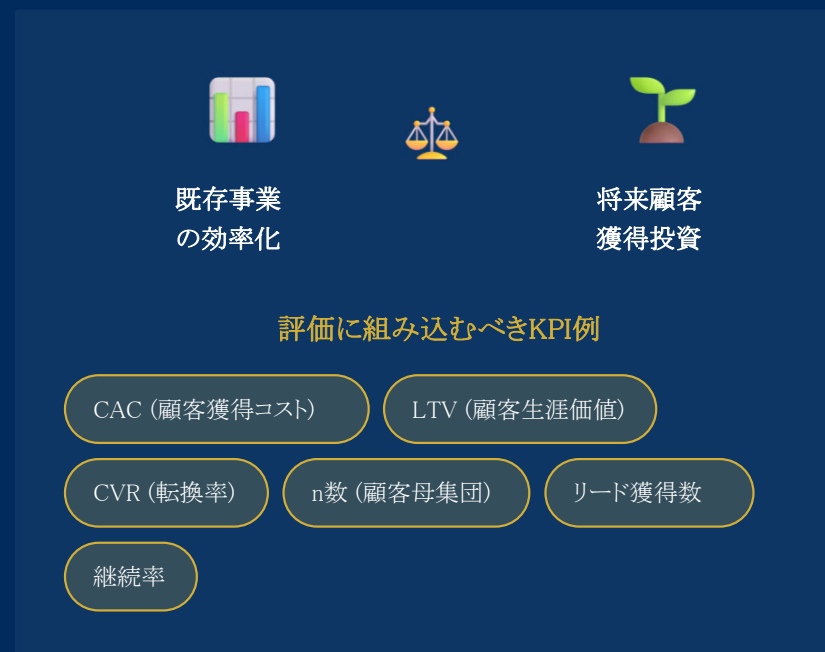 既存事業
の効率化
将来顧客
獲得投資
評価に組み込むべきKPI例
CAC (顧客獲得コスト)
LTV (顧客生涯価値)
CVR (転換率)
n数 (顧客母集団)
リード獲得数
継続率